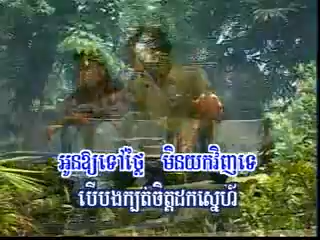 អូនឱ្យទៅថ្លៃ មិនយកវិញទេ
បើបងក្បត់ចិត្តដកស្នេហ៍